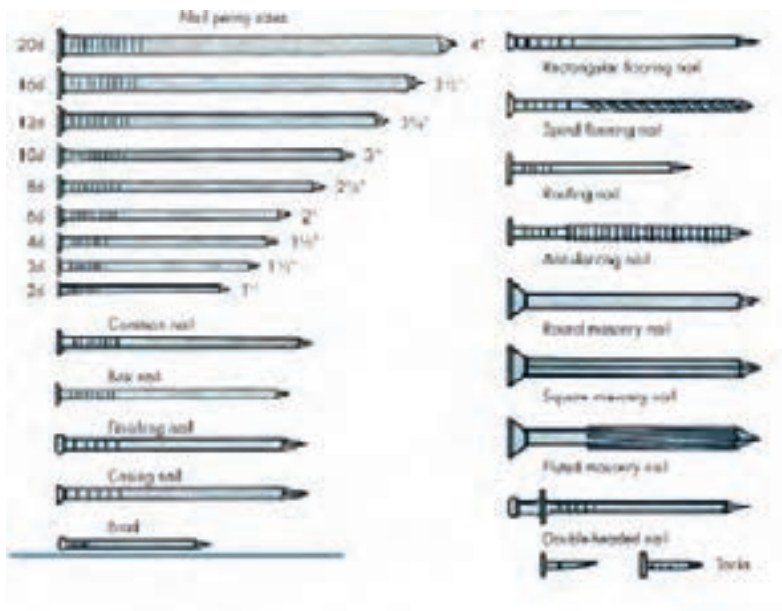 Nail penny sizes
20d 4"
16d 3½"
12d 3¼"
10d 3"
8d 2½"
6d 2"
4d 1½"
3d
2d 1"
Common nail
Box nail
Finishing nail
Casing nail
Brad
Rectangular flooring nail
Spiral flooring nail
Roofing nail
Annular ring nail
Round masonry nail
Square masonry nail
Fluted masonry nail
Double-headed nail
Tacks